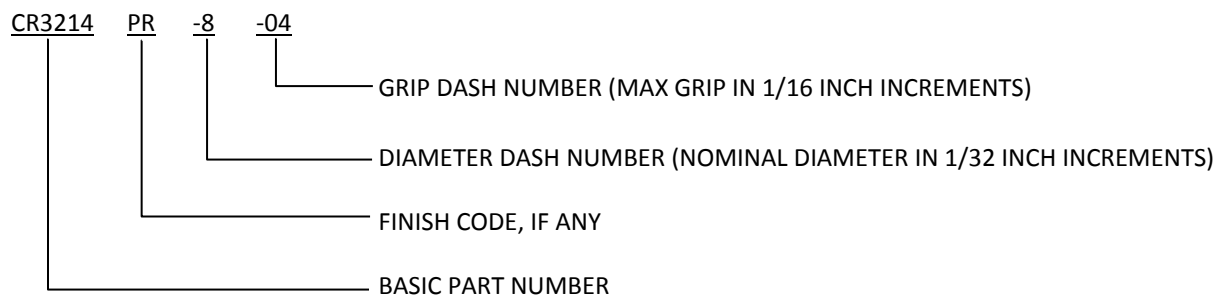 CR3214 PR -8 -04
GRIP DASH NUMBER (MAX GRIP IN 1/16 INCH INCREMENTS)
DIAMETER DASH NUMBER (NOMINAL DIAMETER IN 1/32 INCH INCREMENTS)
FINISH CODE, IF ANY
BASIC PART NUMBER